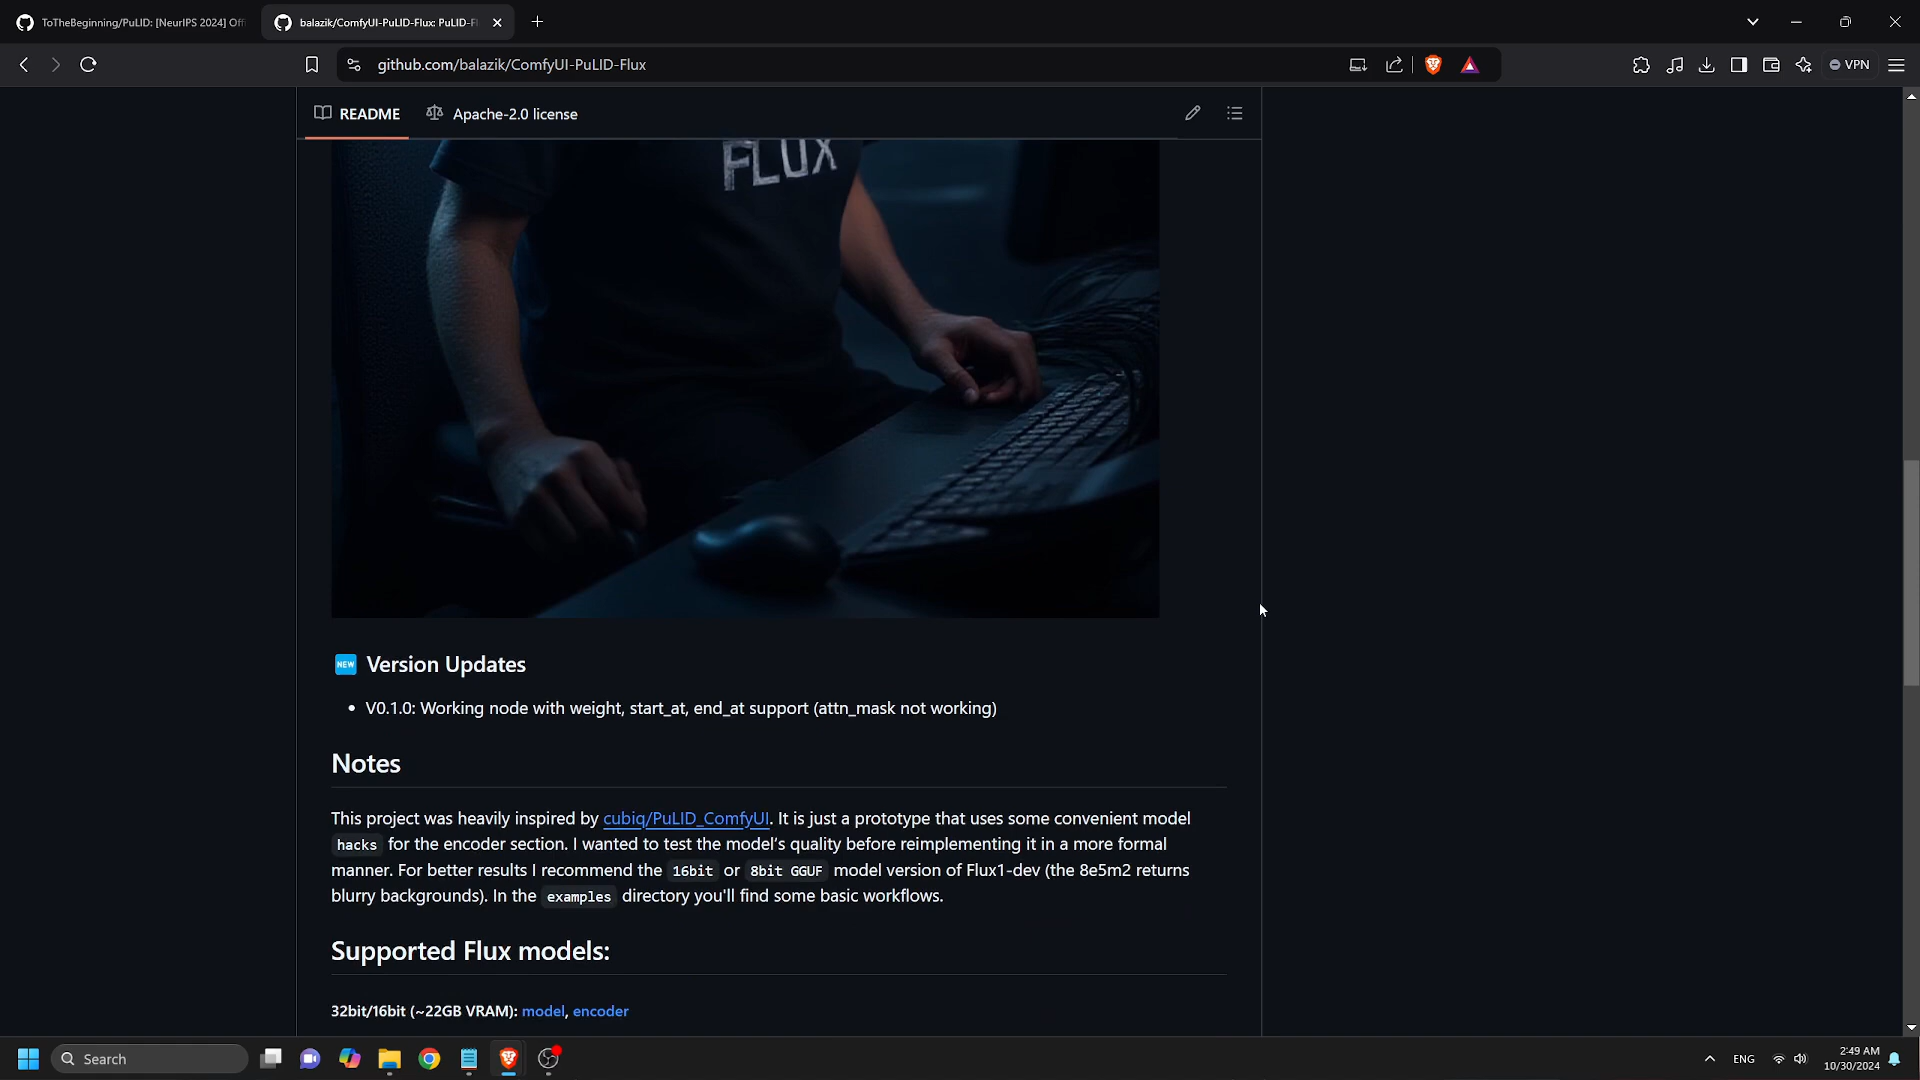 ToTheBeginning/PuLID: [NeurIPS 2024] Off
balazik/ComfyUI-PuLID-Flux: PuLID-Fl
github.com/balazik/ComfyUI-PuLID-Flux
VPN
README
Apache-2.0 license
FLUX
NEW Version Updates
• V0.1.0: Working node with weight, start_at, end_at support (attn_mask not working)
Notes
This project was heavily inspired by cubiq/PuLID_ComfyUI. It is just a prototype that uses some convenient model
hacks for the encoder section. I wanted to test the model's quality before reimplementing it in a more formal
manner. For better results I recommend the 16bit or 8bit GGUF model version of Flux1-dev (the 8e5m2 returns
blurry backgrounds). In the examples directory you'll find some basic workflows.
Supported Flux models:
32bit/16bit (~22GB VRAM): model, encoder
Search
ENG
2:49 AM
10/30/2024